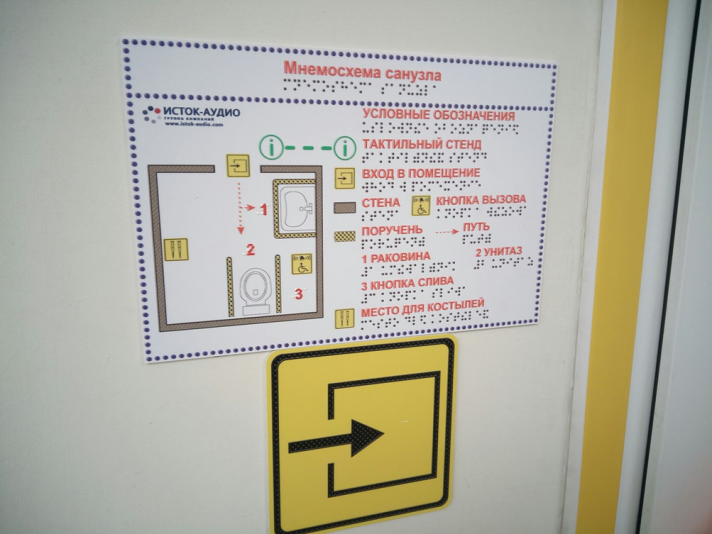 Мнемосхема санузла
ИСТОК-АУДИО
ГРУППА КОМПАНИЙ
www.istok-audio.com
УСЛОВНЫЕ ОБОЗНАЧЕНИЯ
ТАКТИЛЬНЫЙ СТЕНД
ВХОД В ПОМЕЩЕНИЕ
СТЕНА
КНОПКА ВЫЗОВА
ПОРУЧЕНЬ
ПУТЬ
1 РАКОВИНА
2 УНИТАЗ
3 КНОПКА СЛИВА
МЕСТО ДЛЯ КОСТЫЛЕЙ
1
2
3